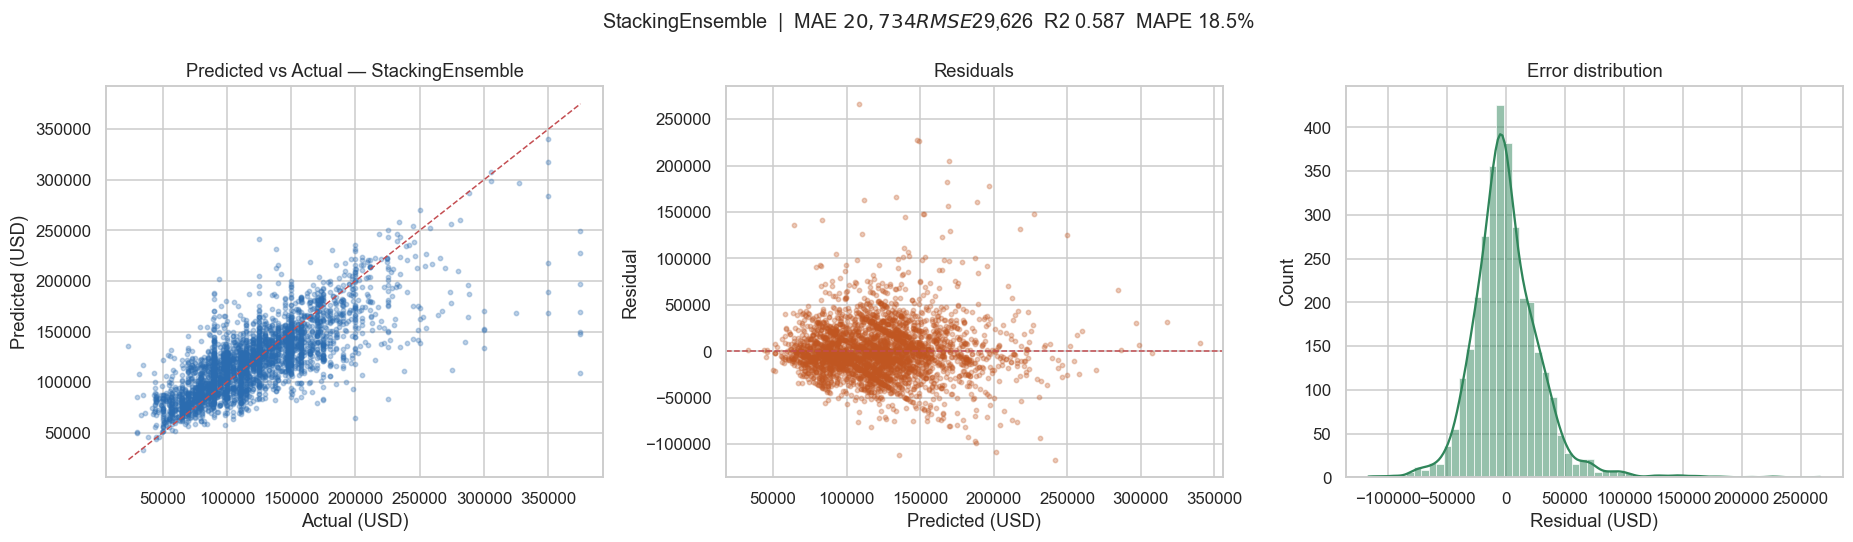 StackingEnsemble | MAE 20,734RMSE29,626 R2 0.587 MAPE 18.5%
Predicted vs Actual — StackingEnsemble
350000
300000
250000
200000
150000
100000
50000
Predicted (USD)
50000 100000 150000 200000 250000 300000 350000
Actual (USD)
Residuals
250000
200000
150000
100000
50000
0
−50000
−100000
Residual
50000 100000 150000 200000 250000 300000 350000
Predicted (USD)
Error distribution
400
350
300
250
200
150
100
50
0
Count
−100000 −50000 0 50000 100000 150000 200000 250000
Residual (USD)